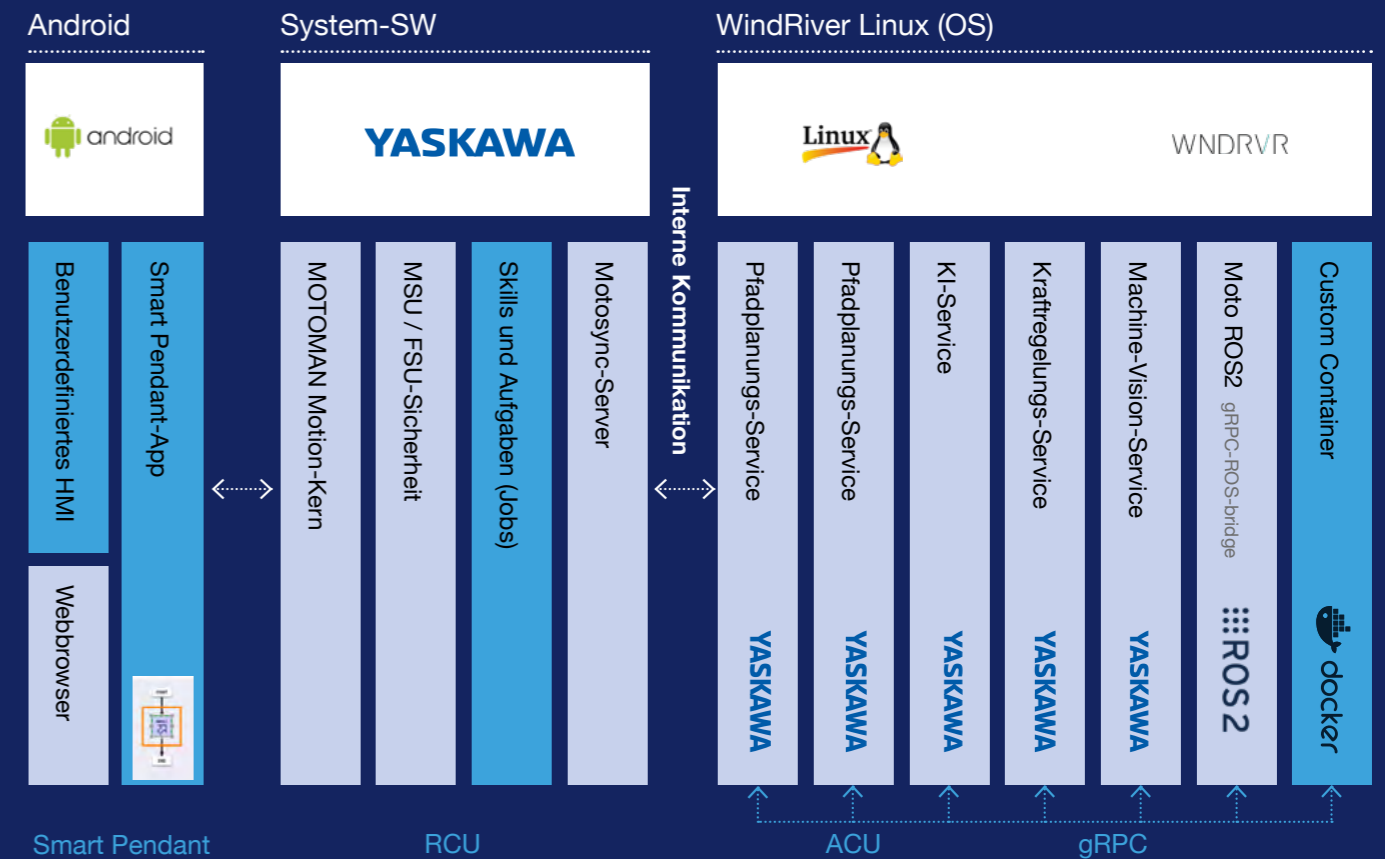 Android
System-SW
WindRiver Linux (OS)
android
YASKAWA
Linux
WNDRVR
Interne Kommunikation
Benutzerdefiniertes HMI
Webbrowser
Smart Pendant-App
MOTOMAN Motion-Kern
MSU / FSU-Sicherheit
Skills und Aufgaben (Jobs)
Motosync-Server
Pfadplanungs-Service
YASKAWA
Pfadplanungs-Service
YASKAWA
KI-Service
YASKAWA
Kraftregelungs-Service
YASKAWA
Machine-Vision-Service
YASKAWA
Moto ROS2 gRPC-ROS-bridge
ROS 2
Custom Container
docker
Smart Pendant
RCU
ACU
gRPC